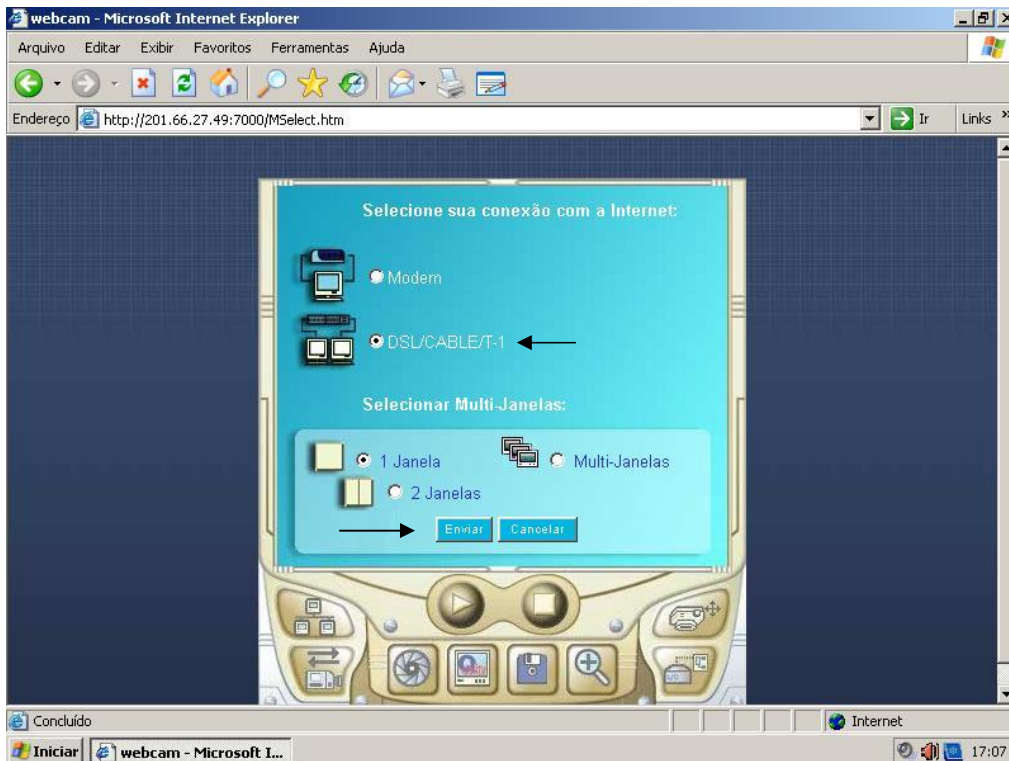 webcam - Microsoft Internet Explorer
Arquivo Editar Exibir Favoritos Ferramentas Ajuda
Endereço http://201.66.27.49:7000/MSelect.htm Ir Links »
Selecione sua conexão com a Internet:
Modem
DSL/CABLE/T-1
Selecionar Multi-Janelas:
1 Janela Multi-Janelas
2 Janelas
Enviar Cancelar
Concluído Internet
Iniciar webcam - Microsoft I... 17:07